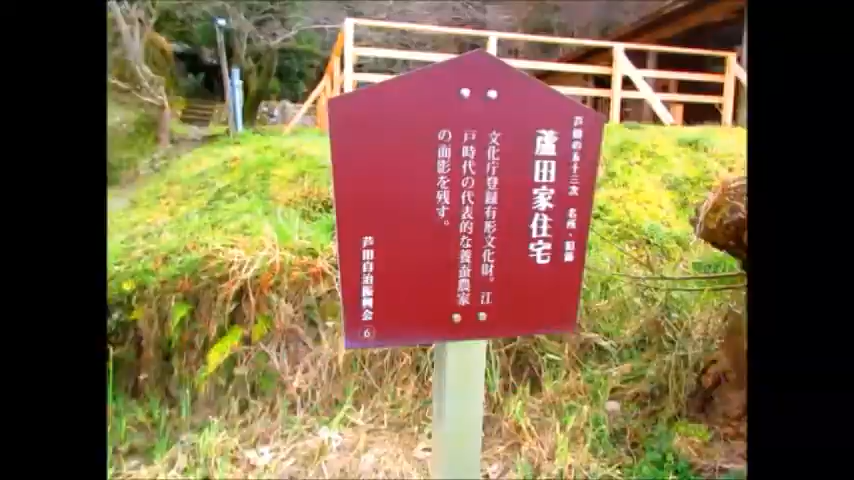 芦田の五十三次　名所・旧跡
蘆田家住宅
文化庁登録有形文化財。江
戸時代の代表的な養蚕農家
の面影を残す。
芦田自治振興会
6